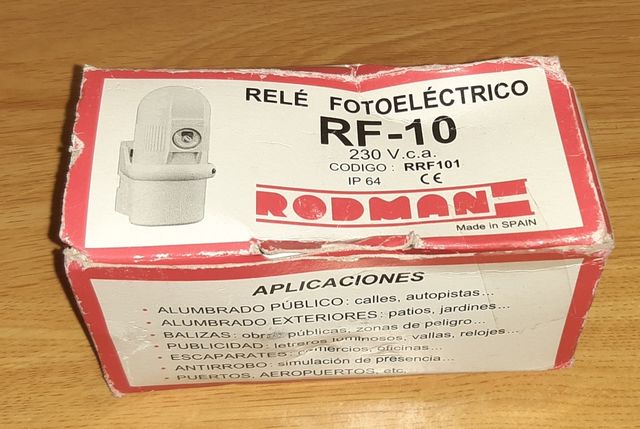 RELÉ FOTOELÉCTRICO
RF-10
230 V.c.a.
CODIGO : RRF101
IP 64 CE
RODMAN
Made in SPAIN
APLICACIONES
· ALUMBRADO PÚBLICO: calles, autopistas...
· ALUMBRADO EXTERIORES: patios, jardines...
· BALIZAS: obras públicas, zonas de peligro...
· PUBLICIDAD: letreros luminosos, vallas, relojes...
· ESCAPARATES: comercios, oficinas...
· ANTIRROBO: simulación de presencia...
· PUERTOS, AEROPUERTOS, etc.